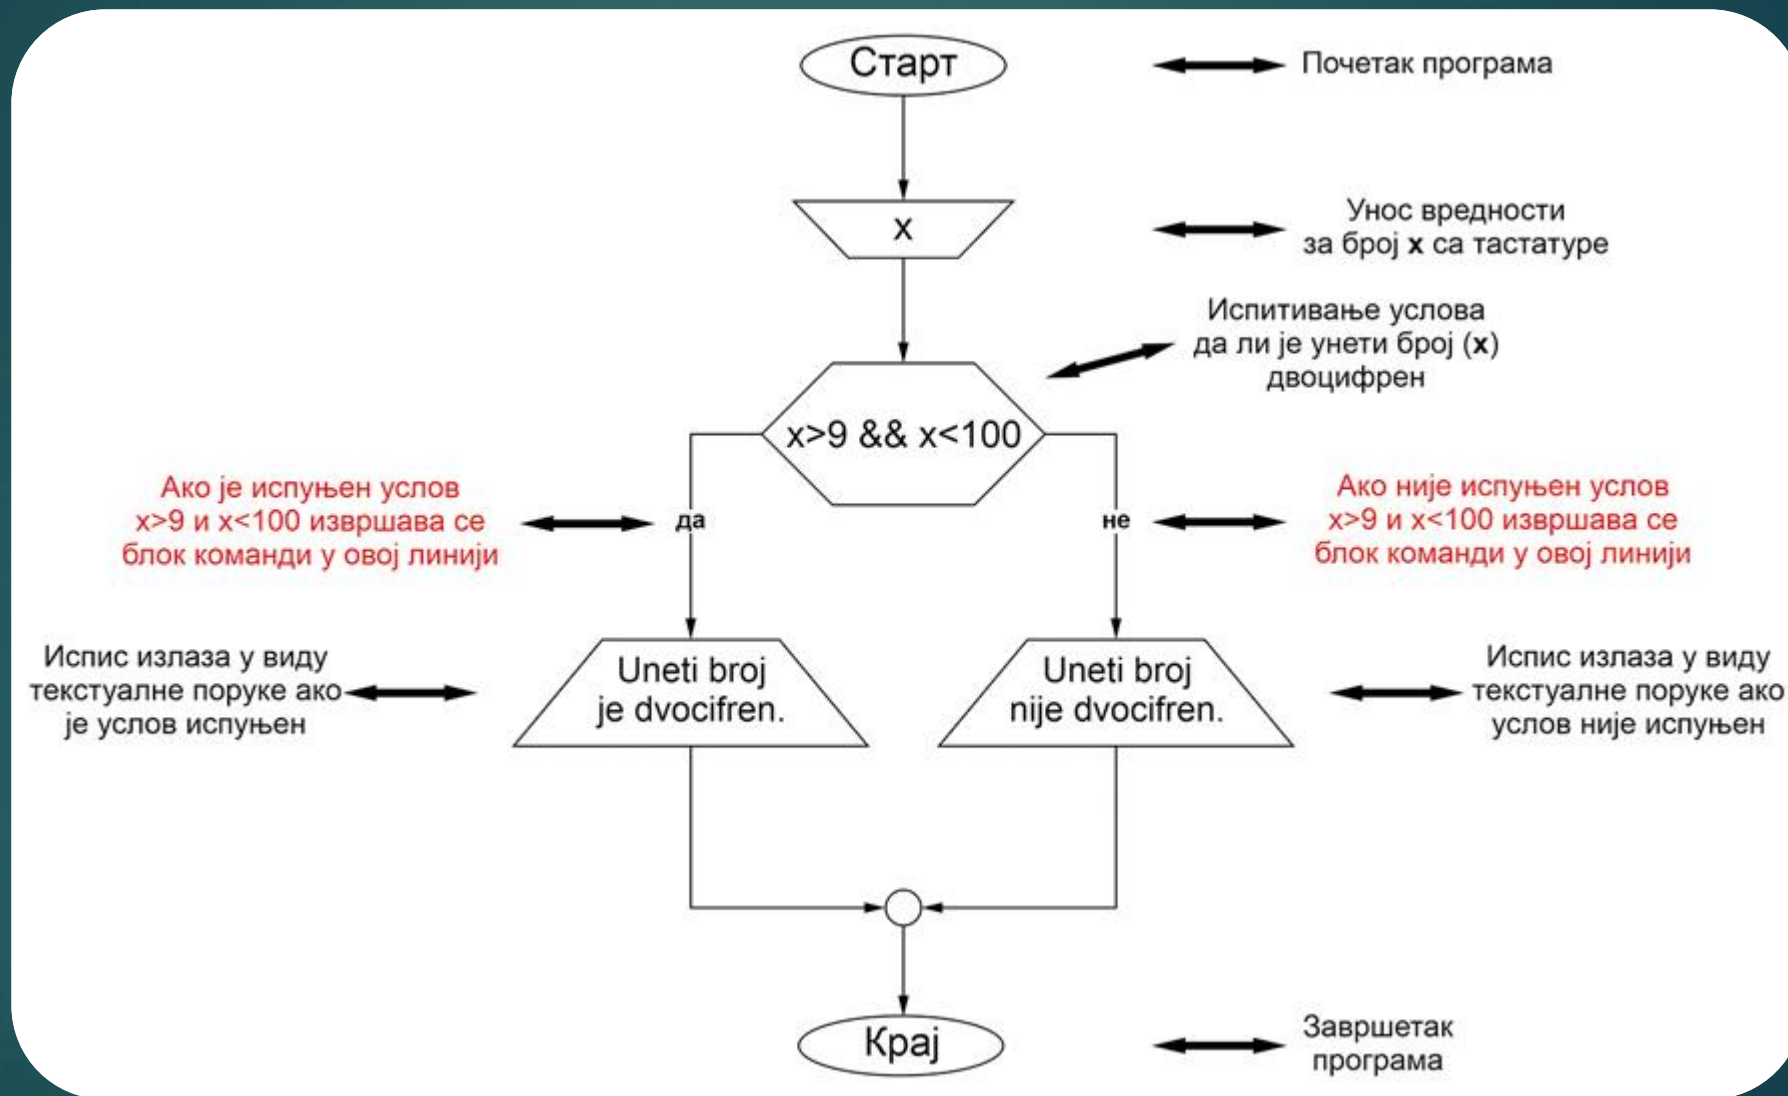 Старт
Почетак програма
x
Унос вредности
за број x са тастатуре
Испитивање услова
да ли је унети број (x)
двоцифрен
x>9 && x<100
Ако је испуњен услов
x>9 и x<100 извршава се
блок команди у овој линији
да
не
Ако није испуњен услов
x>9 и x<100 извршава се
блок команди у овој линији
Испис излаза у виду
текстуалне поруке ако
је услов испуњен
Uneti broj
je dvocifren.
Uneti broj
nije dvocifren.
Испис излаза у виду
текстуалне поруке ако
услов није испуњен
Крај
Завршетак
програма